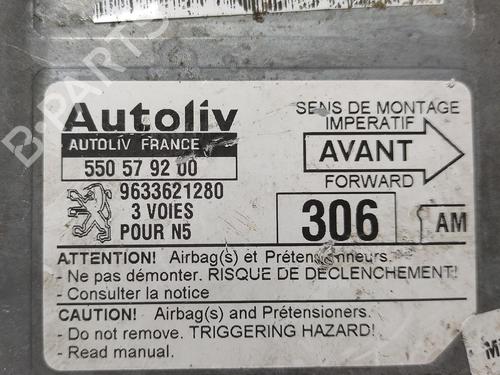 Autoliv
AUTOLIV FRANCE
550 57 92 00
9633621280
3 VOIES
POUR N5
SENS DE MONTAGE
IMPERATIF
AVANT
FORWARD
306
AM
ATTENTION! Airbag(s) et Prétensionneurs.
- Ne pas démonter. RISQUE DE DECLENCHEMENT!
- Consulter la notice
CAUTION! Airbag(s) and Prétensioners.
- Do not remove. TRIGGERING HAZARD!
- Read manual.
B-PARTS